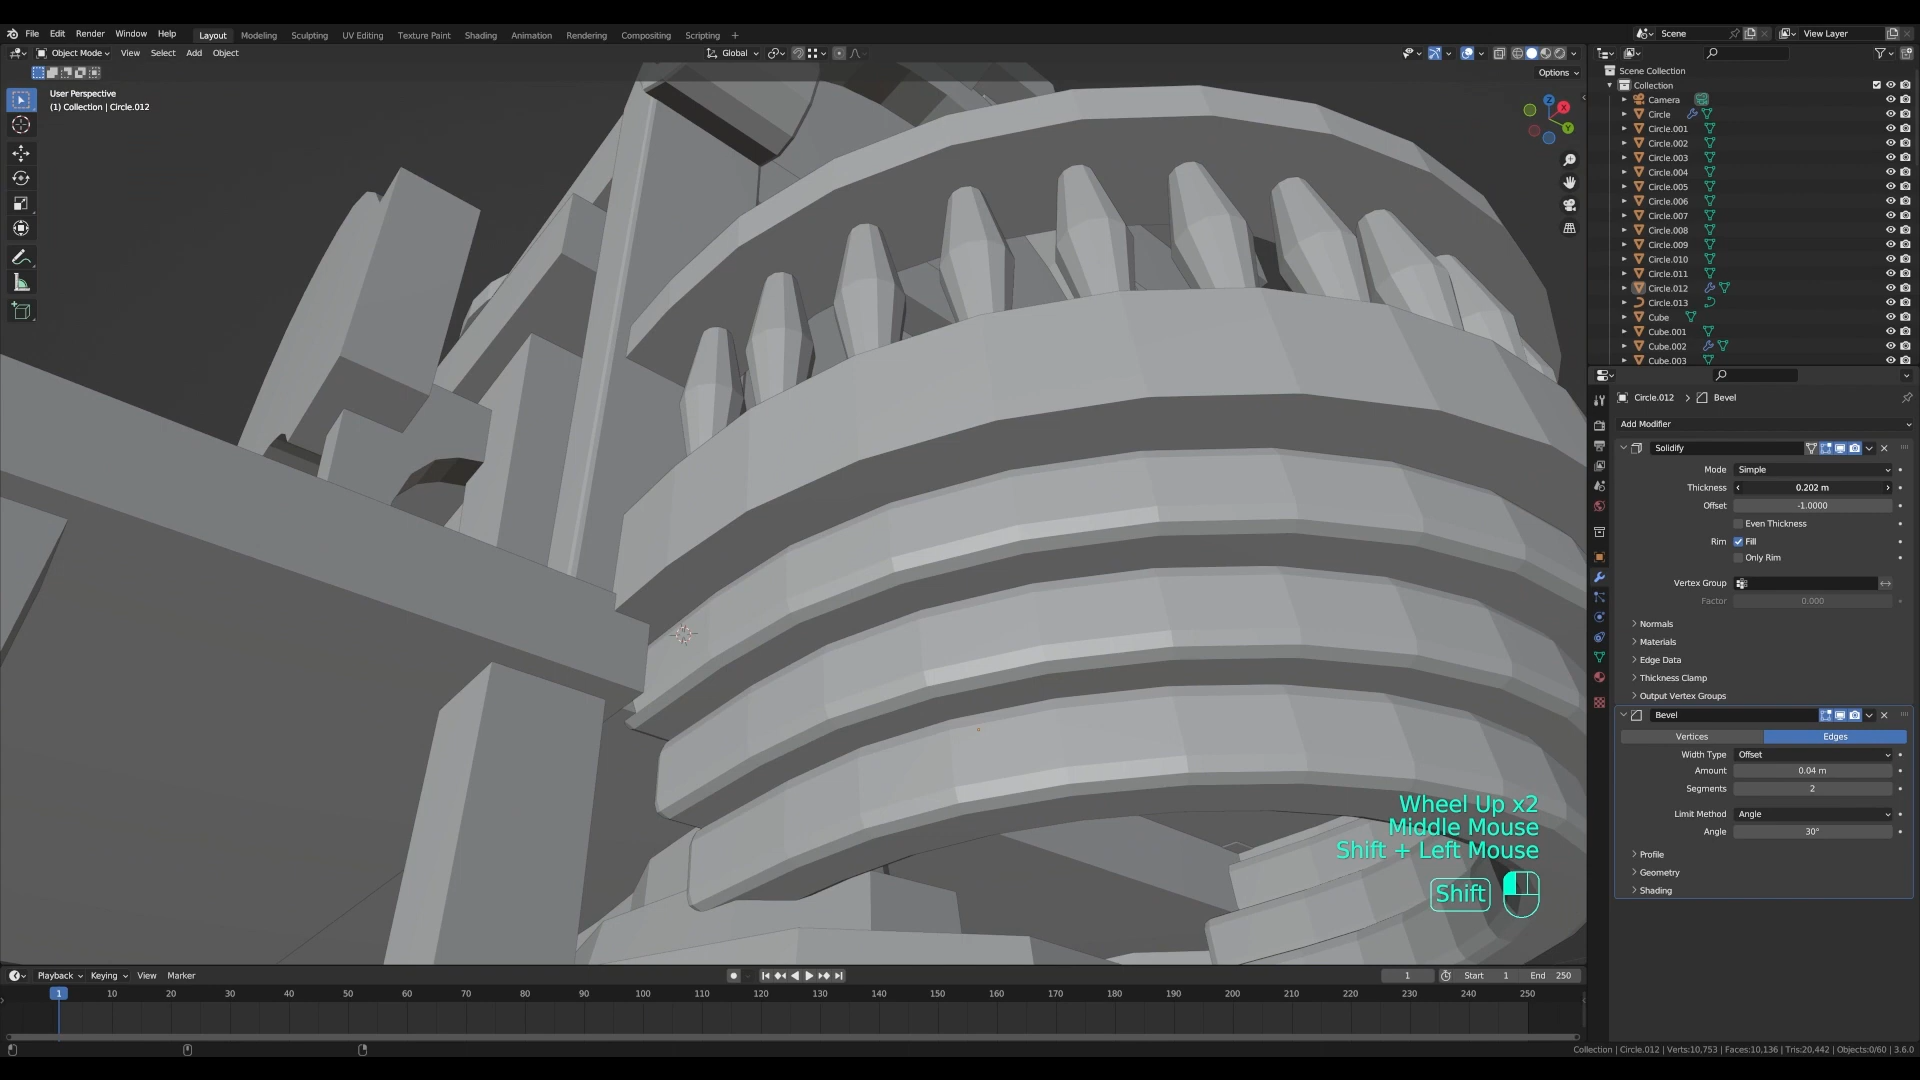 File Edit Render Window Help Layout Modeling Sculpting UV Editing Texture Paint Shading Animation Rendering Compositing Scripting + Scene View Layer
Object Mode View Select Add Object Global
Options
User Perspective
(1) Collection | Circle.012
Z X Y
Scene Collection
Collection
Camera
Circle
Circle.001
Circle.002
Circle.003
Circle.004
Circle.005
Circle.006
Circle.007
Circle.008
Circle.009
Circle.010
Circle.011
Circle.012
Circle.013
Cube
Cube.001
Cube.002
Cube.003
Circle.012 > Bevel
Add Modifier
Solidify
Mode Simple
Thickness 0.202 m
Offset -1.0000
Even Thickness
Rim Fill
Only Rim
Vertex Group
Factor 0.000
Normals
Materials
Edge Data
Thickness Clamp
Output Vertex Groups
Bevel
Vertices Edges
Width Type Offset
Amount 0.04 m
Segments 2
Limit Method Angle
Angle 30°
Profile
Geometry
Shading
Wheel Up x2
Middle Mouse
Shift + Left Mouse
Shift
Playback Keying View Marker 1 Start 1 End 250
1 10 20 30 40 50 60 70 80 90 100 110 120 130 140 150 160 170 180 190 200 210 220 230 240 250
Collection | Circle.012 | Verts:10,753 | Faces:10,136 | Tris:20,442 | Objects:0/60 | 3.6.0